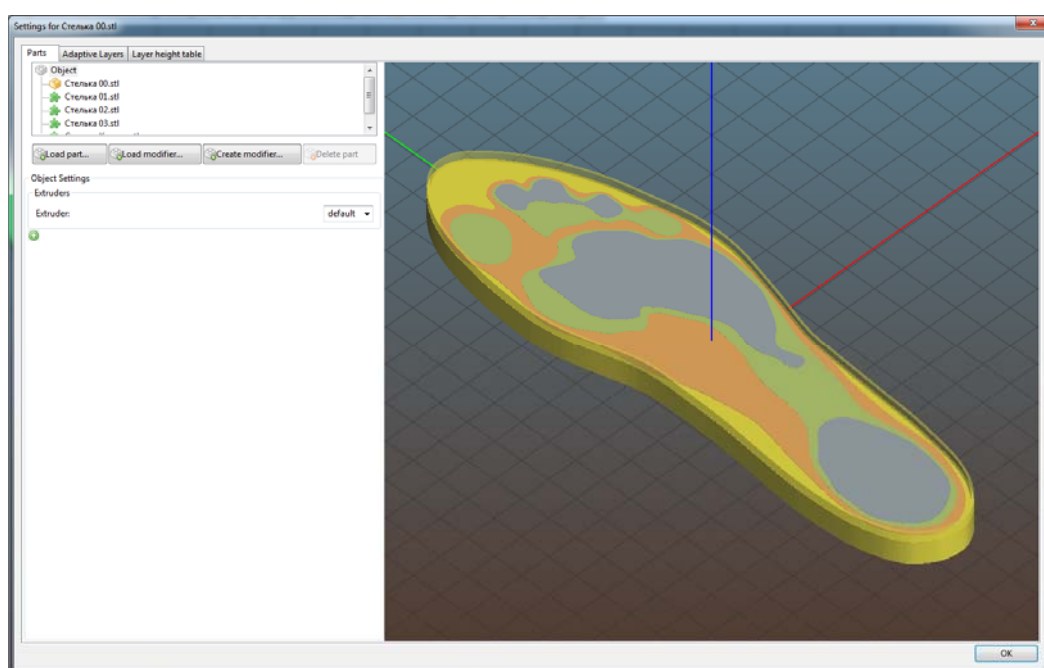 Settings for Стелька 00.stl
Parts Adaptive Layers Layer height table
Object
Стелька 00.stl
Стелька 01.stl
Стелька 02.stl
Стелька 03.stl
Load part... Load modifier... Create modifier... Delete part
Object Settings
Extruders
Extruder: default
OK